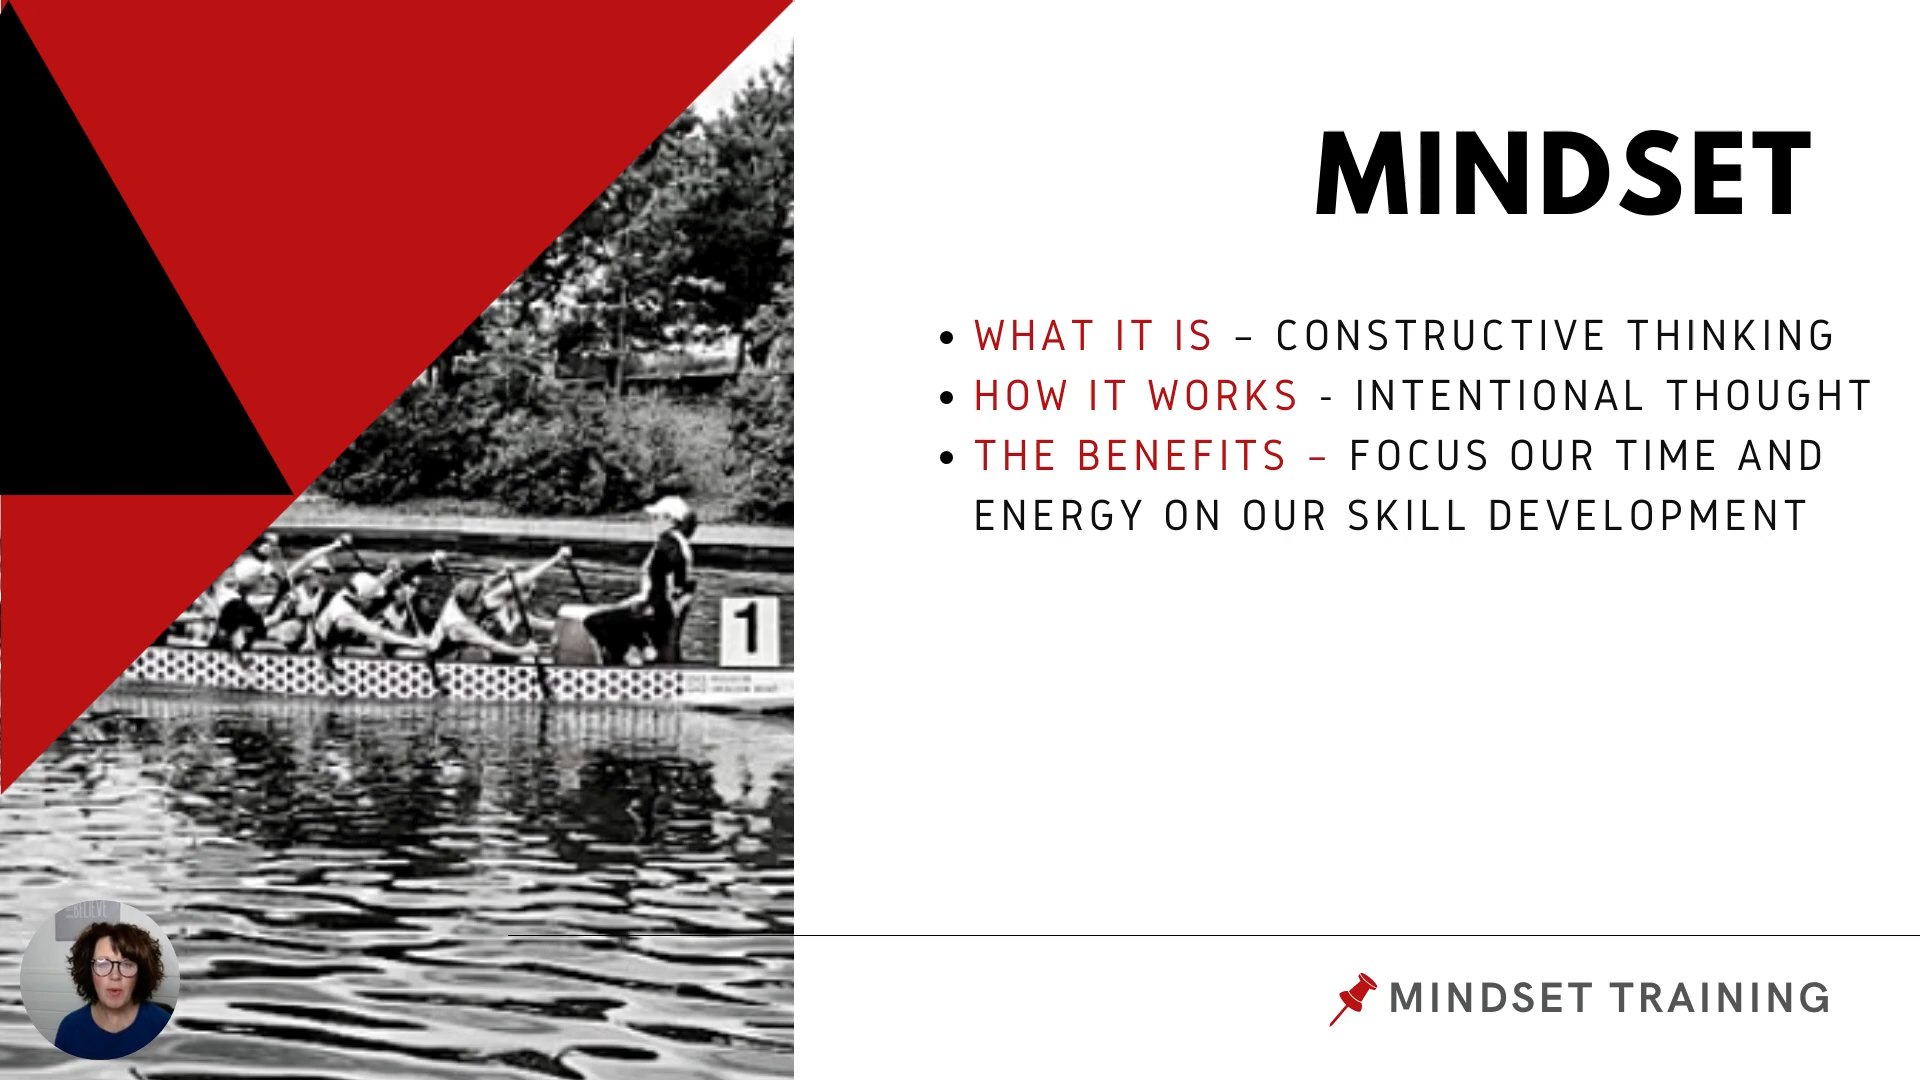 MINDSET
• WHAT IT IS – CONSTRUCTIVE THINKING
• HOW IT WORKS - INTENTIONAL THOUGHT
• THE BENEFITS – FOCUS OUR TIME AND
ENERGY ON OUR SKILL DEVELOPMENT
1
BELIEVE
MINDSET TRAINING